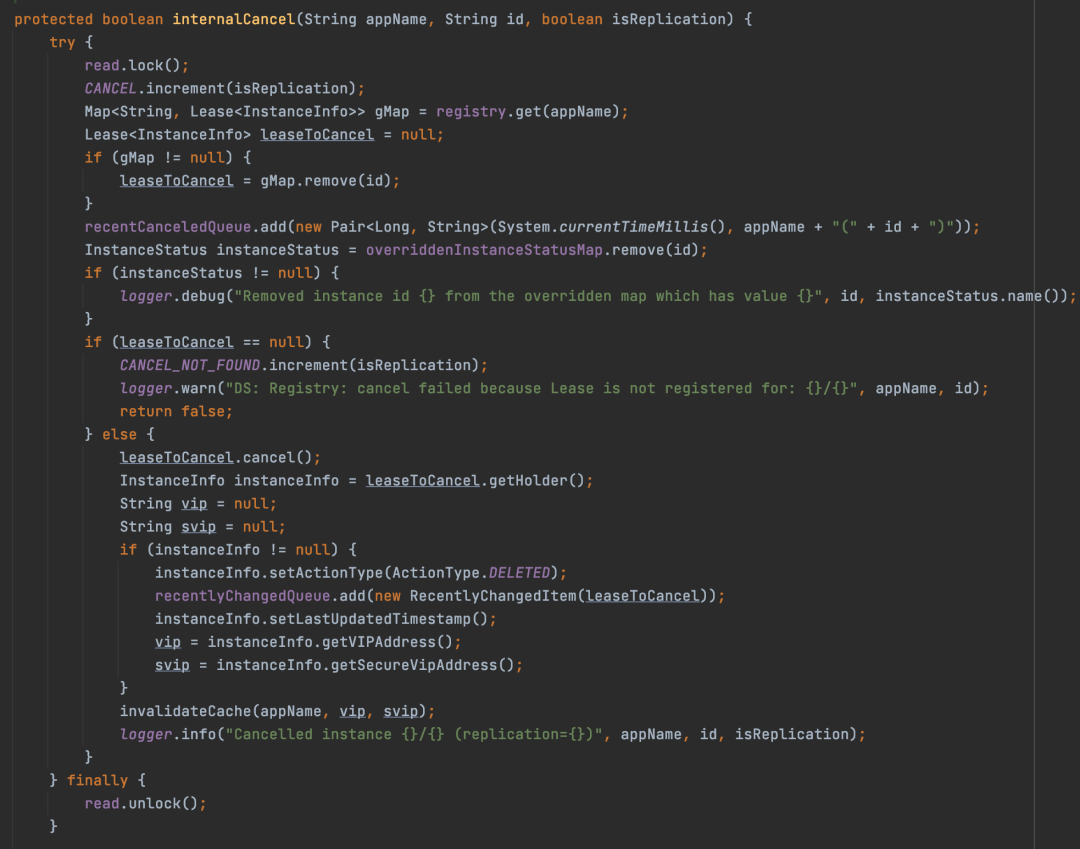 protected boolean internalCancel(String appName, String id, boolean isReplication) {
    try {
        read.lock();
        CANCEL.increment(isReplication);
        Map<String, Lease<InstanceInfo>> gMap = registry.get(appName);
        Lease<InstanceInfo> leaseToCancel = null;
        if (gMap != null) {
            leaseToCancel = gMap.remove(id);
        }
        recentCanceledQueue.add(new Pair<Long, String>(System.currentTimeMillis(), appName + "(" + id + ")"));
        InstanceStatus instanceStatus = overriddenInstanceStatusMap.remove(id);
        if (instanceStatus != null) {
            logger.debug("Removed instance id {} from the overridden map which has value {}", id, instanceStatus.name());
        }
        if (leaseToCancel == null) {
            CANCEL_NOT_FOUND.increment(isReplication);
            logger.warn("DS: Registry: cancel failed because Lease is not registered for: {}/{}", appName, id);
            return false;
        } else {
            leaseToCancel.cancel();
            InstanceInfo instanceInfo = leaseToCancel.getHolder();
            String vip = null;
            String svip = null;
            if (instanceInfo != null) {
                instanceInfo.setActionType(ActionType.DELETED);
                recentlyChangedQueue.add(new RecentlyChangedItem(leaseToCancel));
                instanceInfo.setLastUpdatedTimestamp();
                vip = instanceInfo.getVIPAddress();
                svip = instanceInfo.getSecureVipAddress();
            }
            invalidateCache(appName, vip, svip);
            logger.info("Cancelled instance {}/{} (replication={})", appName, id, isReplication);
        }
    } finally {
        read.unlock();
    }